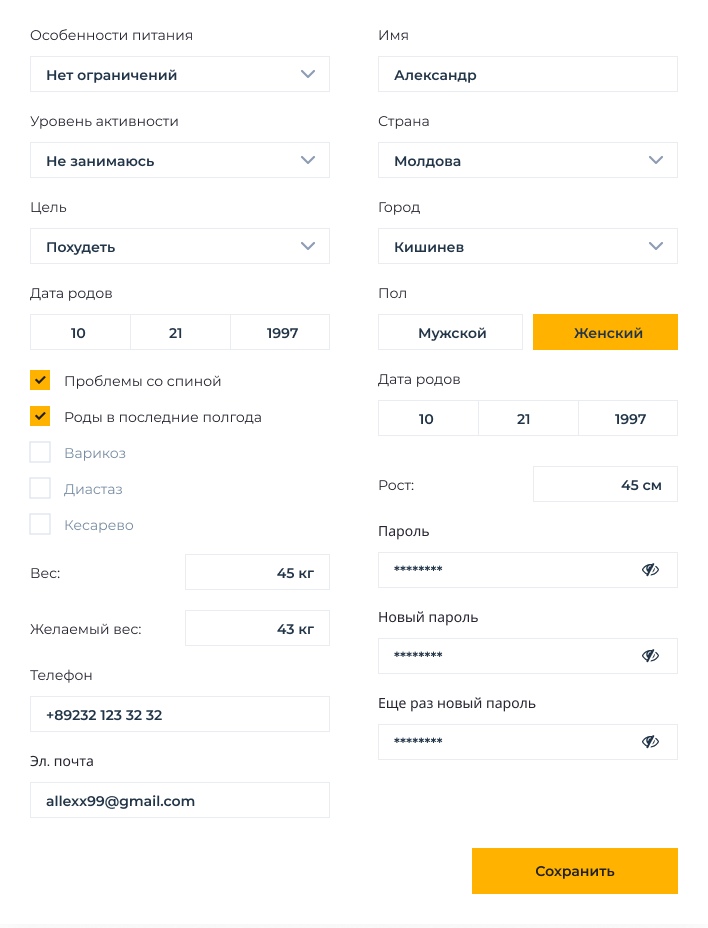 Особенности питания
Нет ограничений
Уровень активности
Не занимаюсь
Цель
Похудеть
Дата родов
10 21 1997
Проблемы со спиной
Роды в последние полгода
Варикоз
Диастаз
Кесарево
Вес: 45 кг
Желаемый вес: 43 кг
Телефон
+89232 123 32 32
Эл. почта
allexx99@gmail.com
Имя
Александр
Страна
Молдова
Город
Кишинев
Пол
Мужской Женский
Дата родов
10 21 1997
Рост: 45 см
Пароль
********
Новый пароль
********
Еще раз новый пароль
********
Сохранить